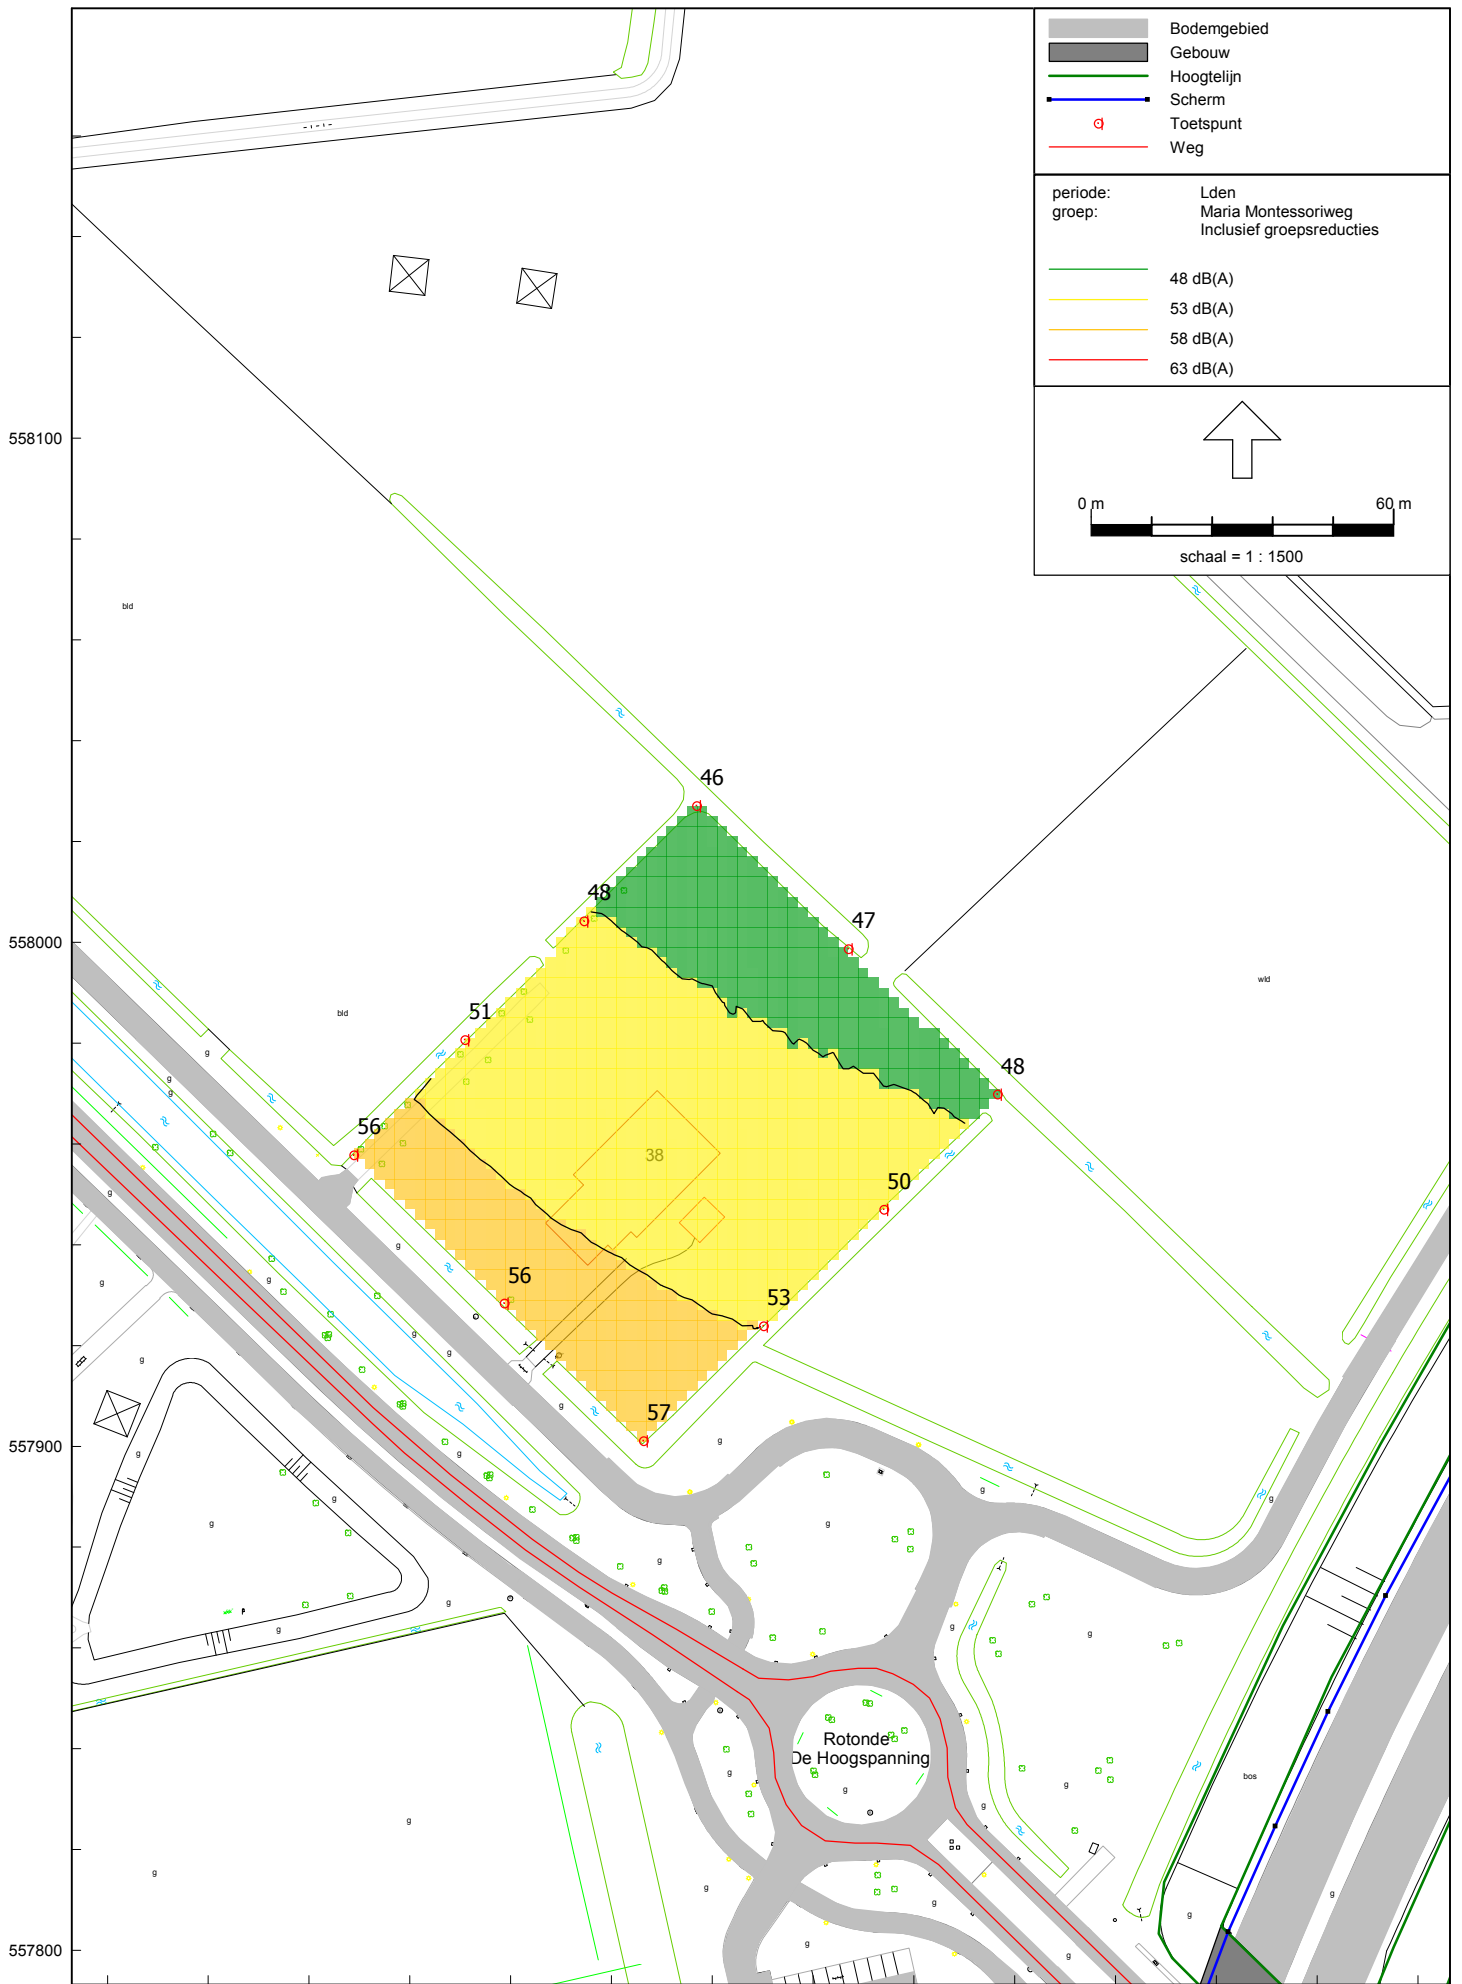 Bodemgebied
Gebouw
Hoogtelijn
Scherm
Toetspunt
Weg
periode: Lden
groep: Maria Montessoriweg
Inclusief groepsreducties
48 dB(A)
53 dB(A)
58 dB(A)
63 dB(A)
0 m 60 m
schaal = 1 : 1500
558100
bld
46
48
47
558000
wld
51
bld
g
48
g
g
56
38
g
50
g
g
56
53
g
g
g
g
57
g
557900
g
g
g
g
g
g
g
g
g
g
g
g
g
Rotonde
De Hoogspanning
g
g
bos
g
g
g
g
g
g
g
g
g
g
557800